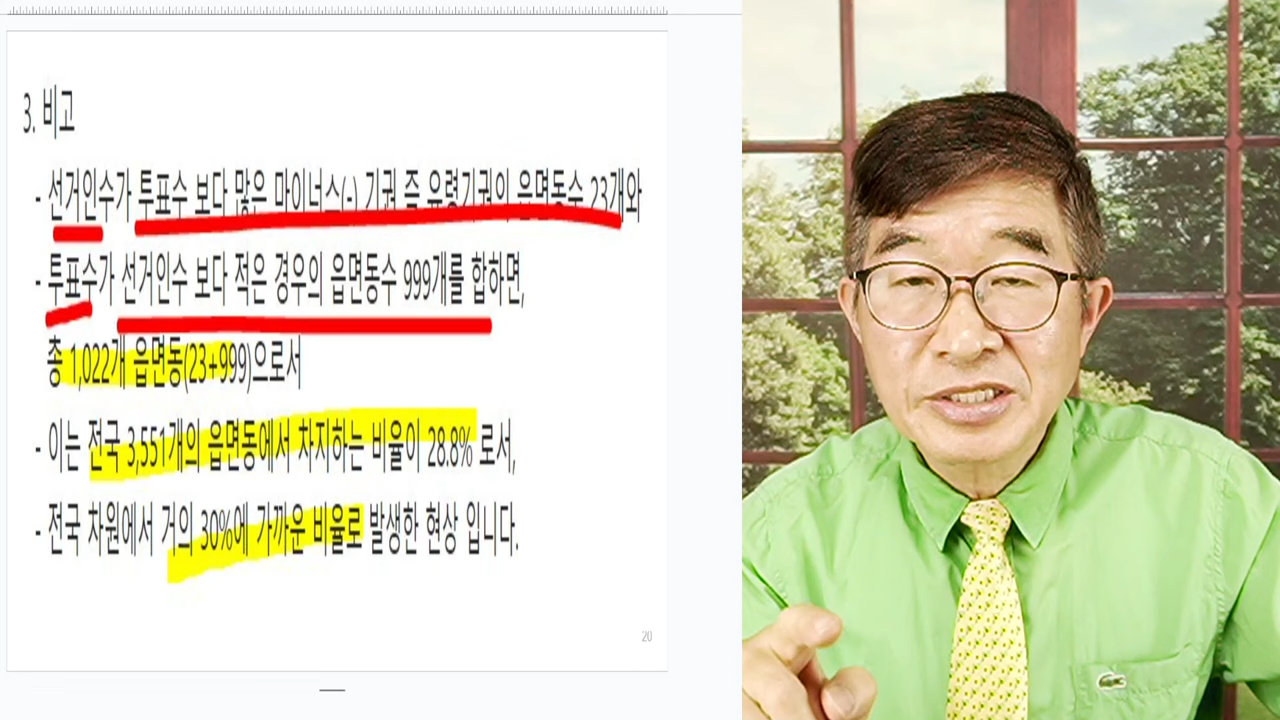 3. 비고
- 선거인수가 투표수 보다 많은 마이너스(-) 기권 즉 유령기권의 읍면동수 23개와
- 투표수가 선거인수 보다 적은 경우의 읍면동수 999개를 합하면,
총 1,022개 읍면동(23+999)으로서
- 이는 전국 3,551개의 읍면동에서 차지하는 비율이 28.8% 로서,
- 전국 차원에서 거의 30%에 가까운 비율로 발생한 현상 입니다.
20